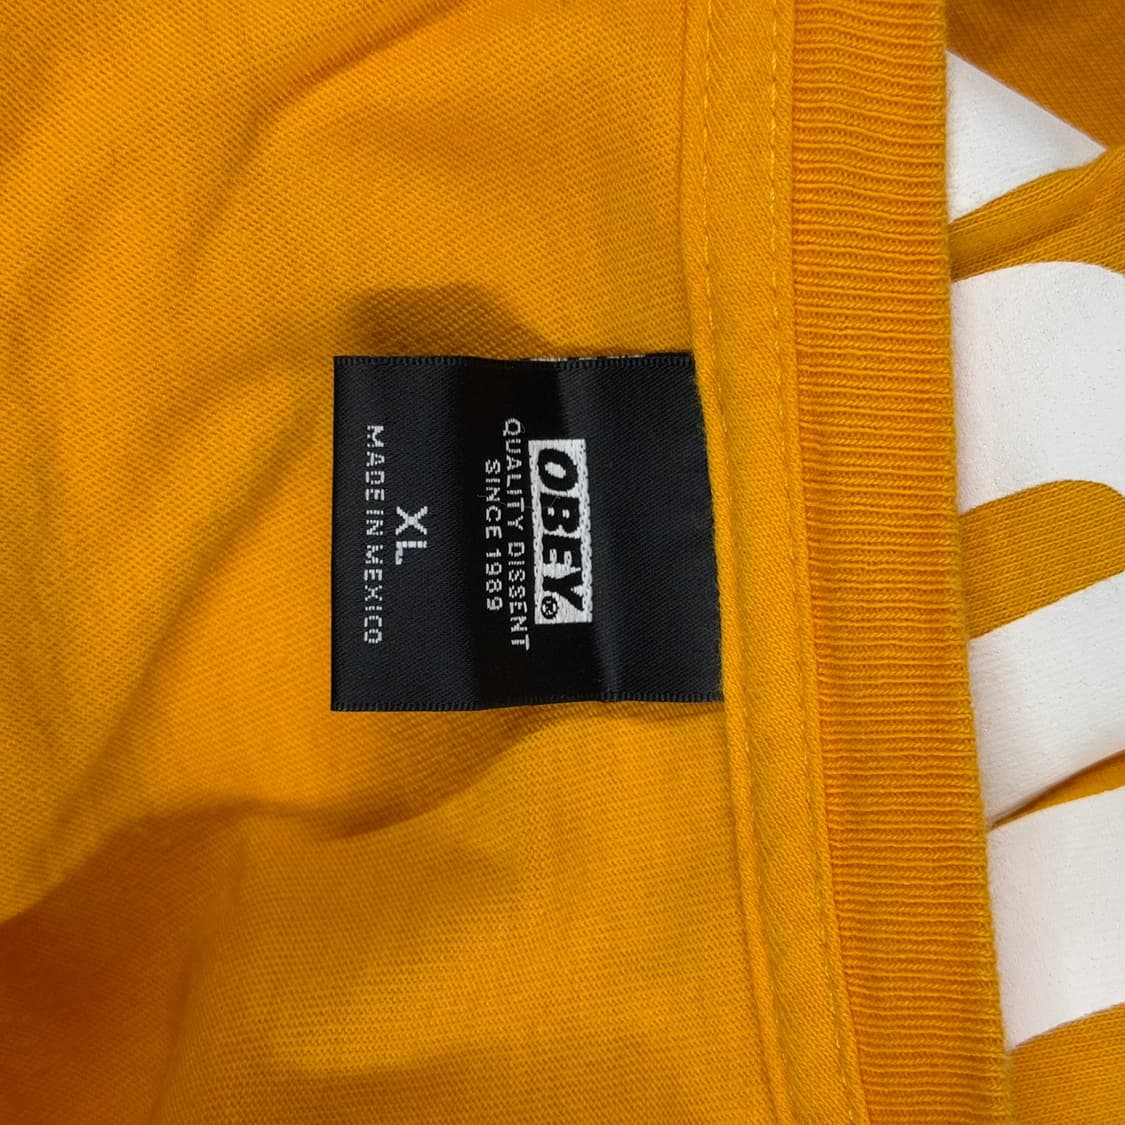 OBEY®
QUALITY DISSENT
SINCE 1989
XL
MADE IN MEXICO